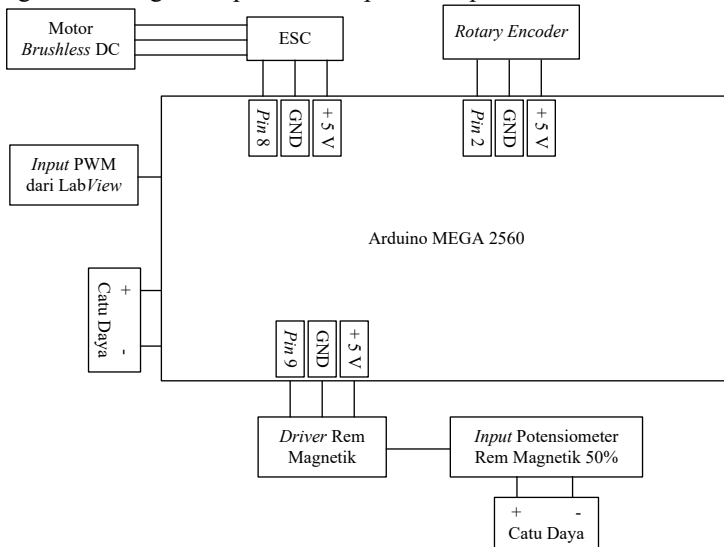 Motor
Brushless DC
ESC
Rotary Encoder
Pin 8
GND
+ 5 V
Pin 2
GND
+ 5 V
Input PWM
dari LabView
Arduino MEGA 2560
+
-
Catu Daya
Pin 9
GND
+ 5 V
Driver Rem
Magnetik
Input Potensiometer
Rem Magnetik 50%
+ -
Catu Daya